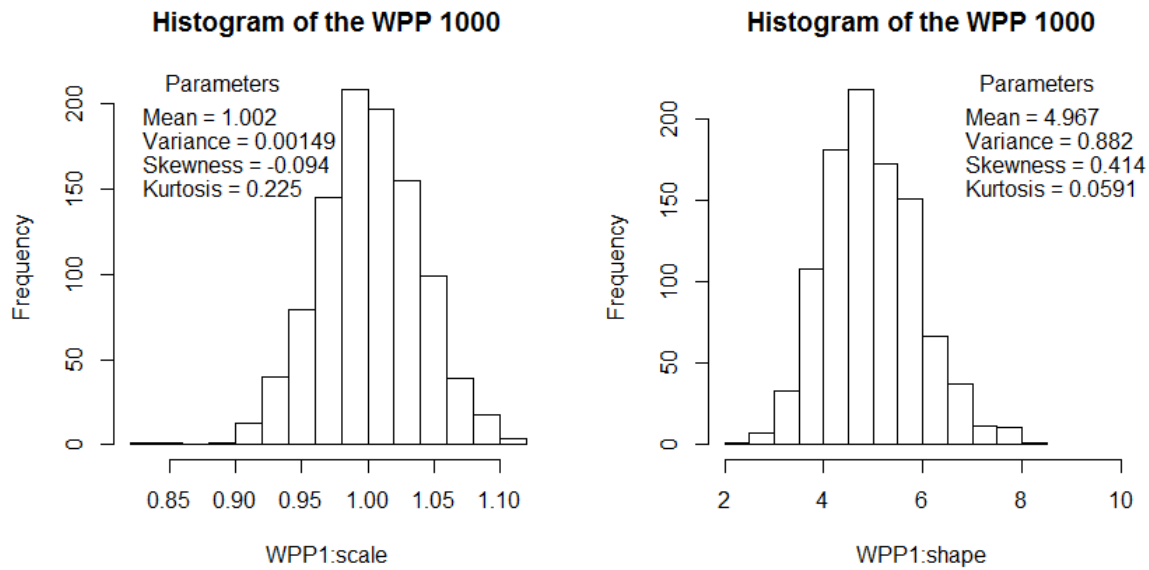 Histogram of the WPP 1000
Parameters
Mean = 1.002
Variance = 0.00149
Skewness = -0.094
Kurtosis = 0.225
Frequency
0
50
100
150
200
0.85 0.90 0.95 1.00 1.05 1.10
WPP1:scale
Histogram of the WPP 1000
Parameters
Mean = 4.967
Variance = 0.882
Skewness = 0.414
Kurtosis = 0.0591
Frequency
0
50
100
150
200
2 4 6 8 10
WPP1:shape